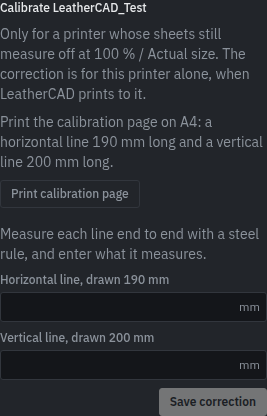 Calibrate LeatherCAD_Test
Only for a printer whose sheets still
measure off at 100 % / Actual size. The
correction is for this printer alone, when
LeatherCAD prints to it.
Print the calibration page on A4: a
horizontal line 190 mm long and a vertical
line 200 mm long.
Print calibration page
Measure each line end to end with a steel
rule, and enter what it measures.
Horizontal line, drawn 190 mm
mm
Vertical line, drawn 200 mm
mm
Save correction